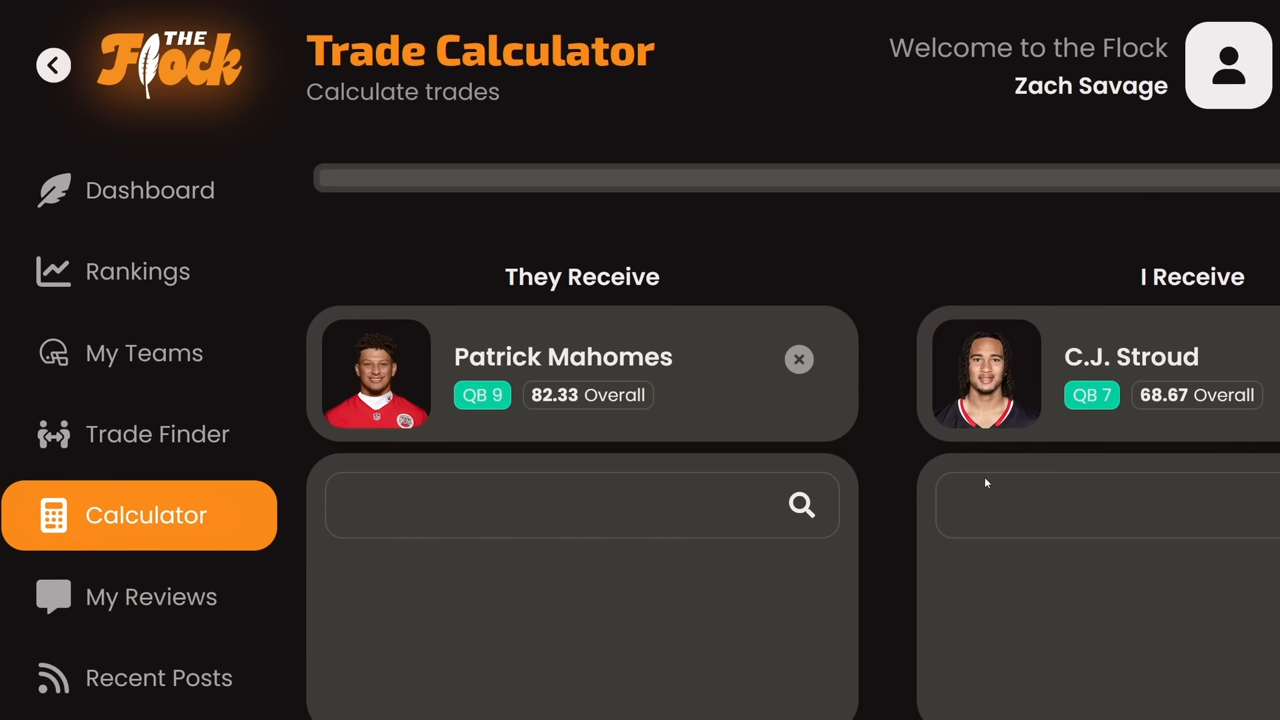 THE
Flock
Trade Calculator
Calculate trades
Welcome to the Flock
Zach Savage
Dashboard
Rankings
My Teams
Trade Finder
Calculator
My Reviews
Recent Posts
They Receive
I Receive
Patrick Mahomes
QB 9
82.33 Overall
C.J. Stroud
QB 7
68.67 Overall